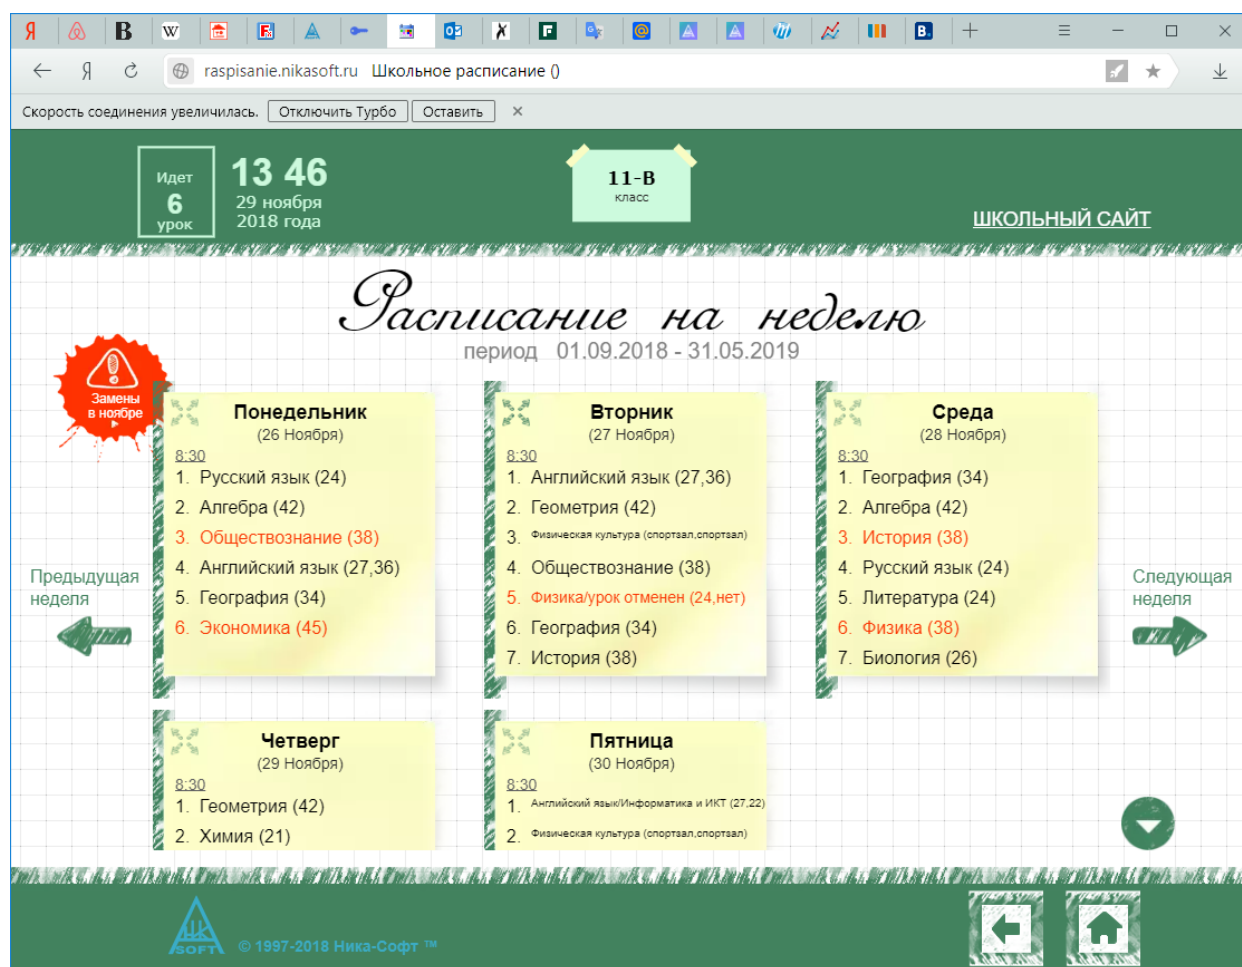 Я
B
W
Fx
X
F
B.
Я
raspisanie.nikasoft.ru Школьное расписание ()
Скорость соединения увеличилась. Отключить Турбо Оставить ×
Идет
6
урок
13 46
29 ноября
2018 года
11-В
класс
ШКОЛЬНЫЙ САЙТ
Расписание на неделю
период 01.09.2018 - 31.05.2019
Замены
в ноябре
Предыдущая
неделя
Понедельник
(26 Ноября)
8:30
1. Русский язык (24)
2. Алгебра (42)
3. Обществознание (38)
4. Английский язык (27,36)
5. География (34)
6. Экономика (45)
Вторник
(27 Ноября)
8:30
1. Английский язык (27,36)
2. Геометрия (42)
3. Физическая культура (спортзал,спортзал)
4. Обществознание (38)
5. Физика/урок отменен (24,нет)
6. География (34)
7. История (38)
Среда
(28 Ноября)
8:30
1. География (34)
2. Алгебра (42)
3. История (38)
4. Русский язык (24)
5. Литература (24)
6. Физика (38)
7. Биология (26)
Следующая
неделя
Четверг
(29 Ноября)
8:30
1. Геометрия (42)
2. Химия (21)
Пятница
(30 Ноября)
8:30
1. Английский язык/Информатика и ИКТ (27,22)
2. Физическая культура (спортзал,спортзал)
SOFT
© 1997-2018 Ника-Софт ™